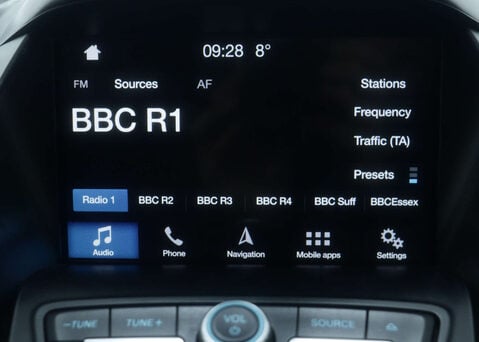 09:28 8°
FM Sources AF Stations
BBC R1
Frequency
Traffic (TA)
Presets
Radio 1 BBC R2 BBC R3 BBC R4 BBC Suff BBCEssex
Audio Phone Navigation Mobile apps Settings
-TUNE TUNE+ VOL SOURCE